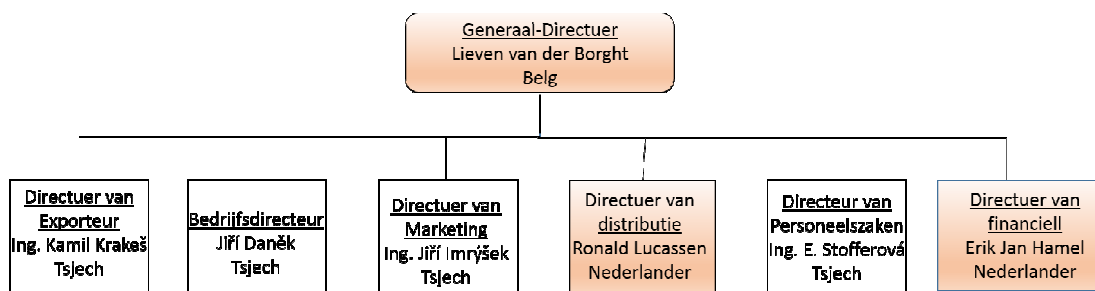 Generaal-Directuer
Lieven van der Borght
Belg
Directuer van
Exporteur
Ing. Kamil Krakeš
Tsjech
Bedrijfsdirecteur
Jiří Daněk
Tsjech
Directuer van
Marketing
Ing. Jiří Imrýšek
Tsjech
Directuer van
distributie
Ronald Lucassen
Nederlander
Directeur van
Personeelszaken
Ing. E. Stofferová
Tsjech
Directuer van
financiell
Erik Jan Hamel
Nederlander